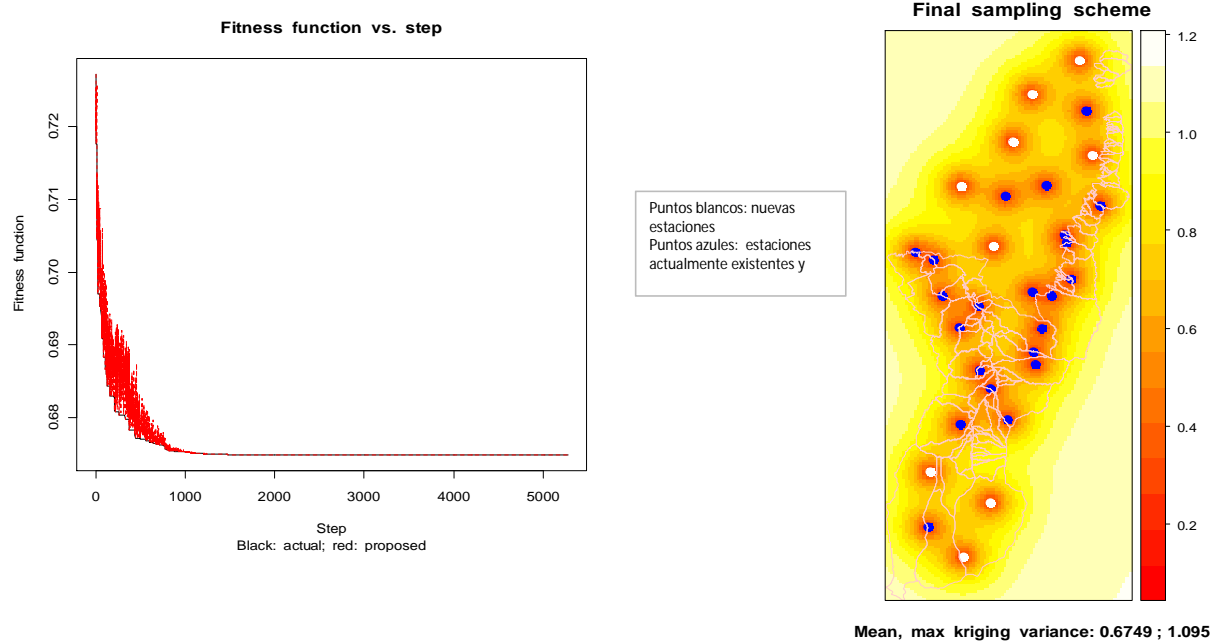 Fitness function vs. step
Fitness function
0.72
0.71
0.70
0.69
0.68
0
1000
2000
3000
4000
5000
Step
Black: actual; red: proposed
Puntos blancos: nuevas
estaciones
Puntos azules: estaciones
actualmente existentes y
Final sampling scheme
1.2
1.0
0.8
0.6
0.4
0.2
Mean, max kriging variance: 0.6749 ; 1.095